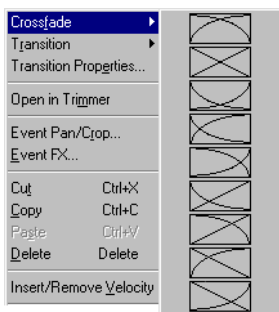 Crossfade
Transition
Transition Properties...
Open in Trimmer
Event Pan/Crop...
Event FX...
Cut Ctrl+X
Copy Ctrl+C
Paste Ctrl+V
Delete Delete
Insert/Remove Velocity